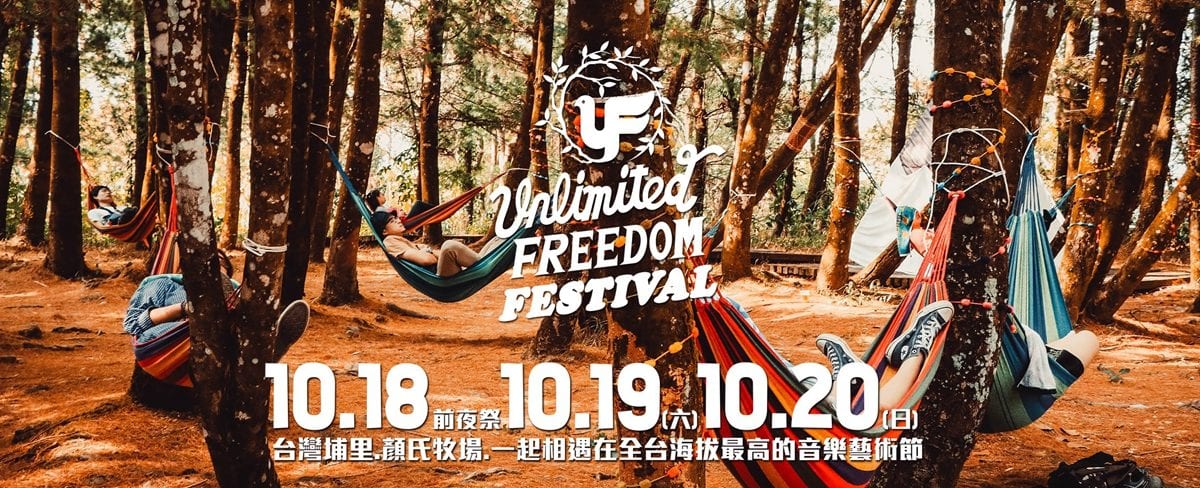 UF
Unlimited
FREEDOM
FESTIVAL
10.18 前夜祭 10.19 (六) 10.20 (日)
台灣埔里.顏氏牧場.一起相遇在全台海拔最高的音樂藝術節